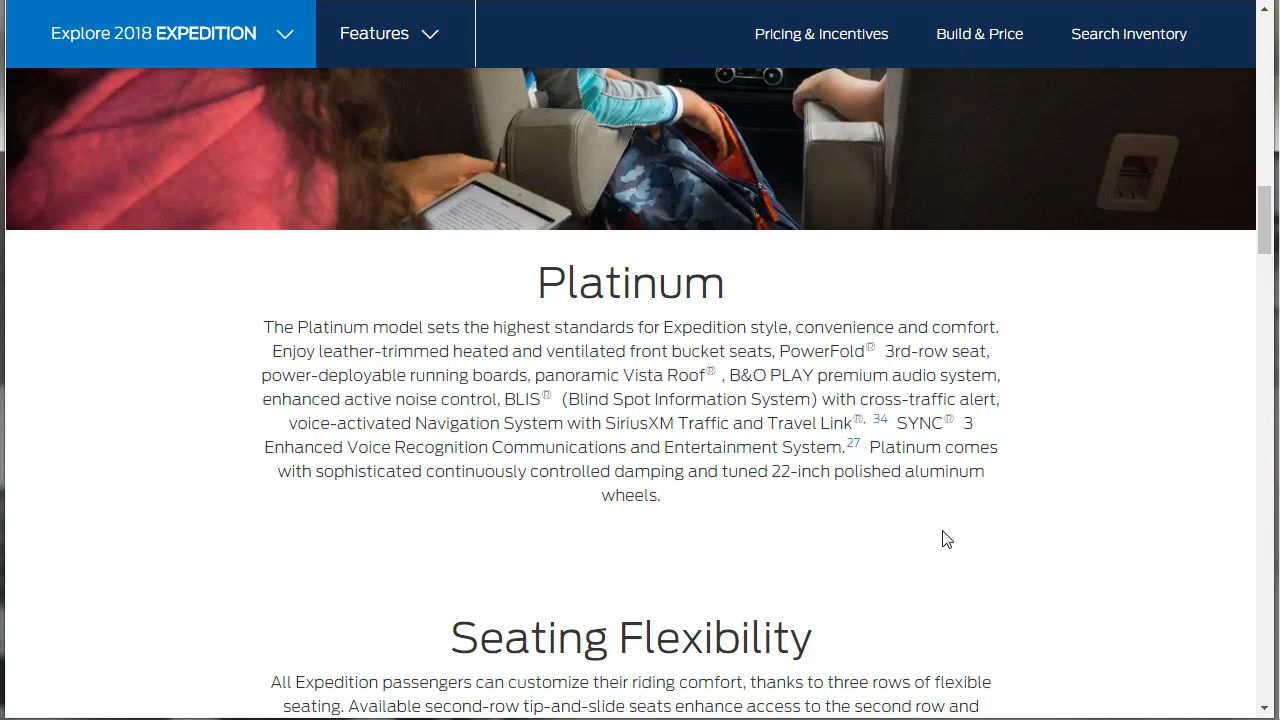 Explore 2018 EXPEDITION Features Pricing & Incentives Build & Price Search Inventory
Platinum
The Platinum model sets the highest standards for Expedition style, convenience and comfort.
Enjoy leather-trimmed heated and ventilated front bucket seats, PowerFold® 3rd-row seat,
power-deployable running boards, panoramic Vista Roof® , B&O PLAY premium audio system,
enhanced active noise control, BLIS® (Blind Spot Information System) with cross-traffic alert,
voice-activated Navigation System with SiriusXM Traffic and Travel Link®, 34 SYNC® 3
Enhanced Voice Recognition Communications and Entertainment System.27 Platinum comes
with sophisticated continuously controlled damping and tuned 22-inch polished aluminum
wheels.
Seating Flexibility
All Expedition passengers can customize their riding comfort, thanks to three rows of flexible
seating. Available second-row tip-and-slide seats enhance access to the second row and